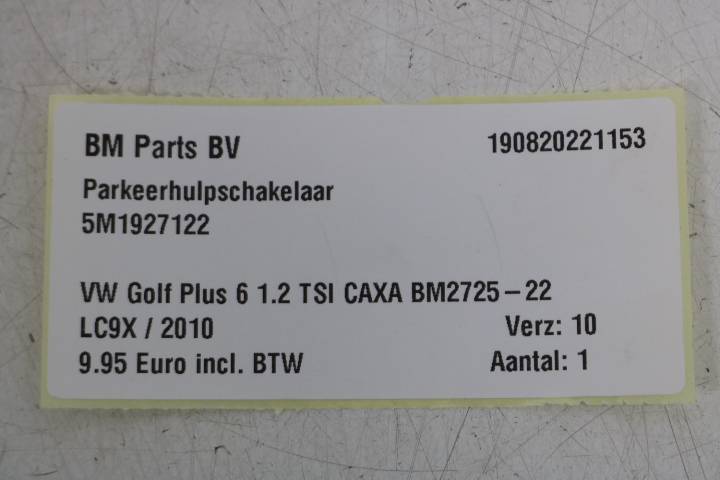 BM Parts BV 190820221153
Parkeerhulpschakelaar
5M1927122
VW Golf Plus 6 1.2 TSI CAXA BM2725-22
LC9X / 2010 Verz: 10
9.95 Euro incl. BTW Aantal: 1